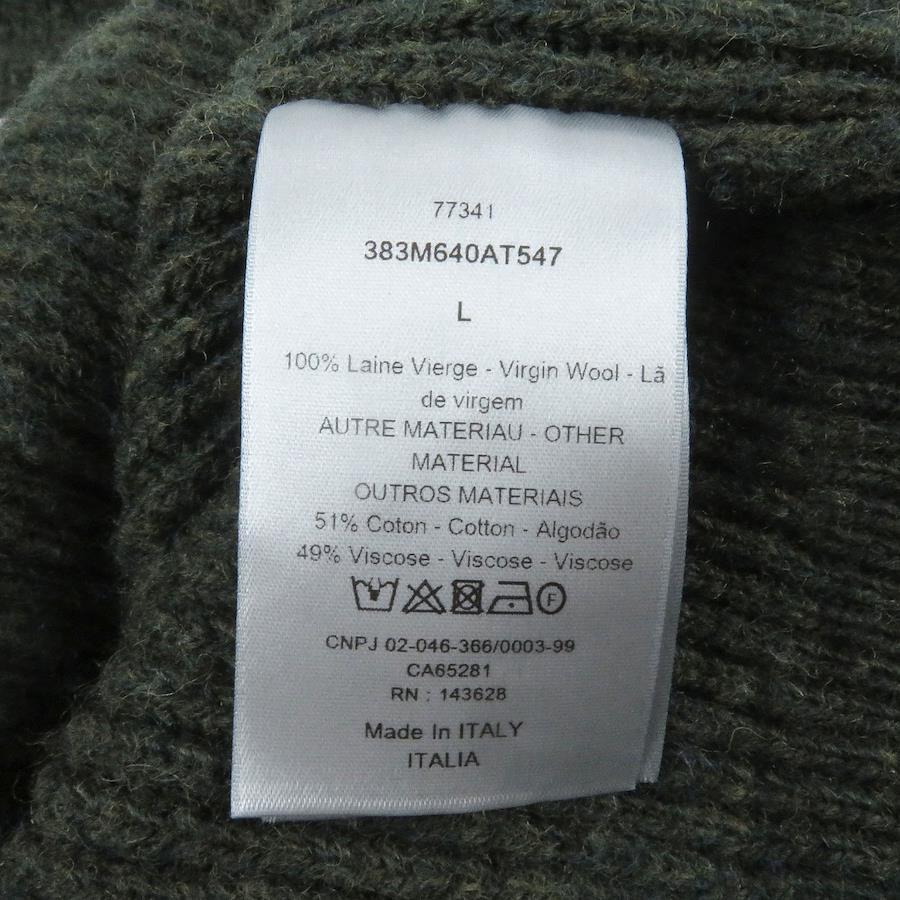 77341
383M640AT547
L
100% Laine Vierge - Virgin Wool - Lã
de virgem
AUTRE MATERIAU - OTHER
MATERIAL
OUTROS MATERIAIS
51% Coton - Cotton - Algodão
49% Viscose - Viscose - Viscose
F
CNPJ 02-046-366/0003-99
CA65281
RN : 143628
Made In ITALY
ITALIA